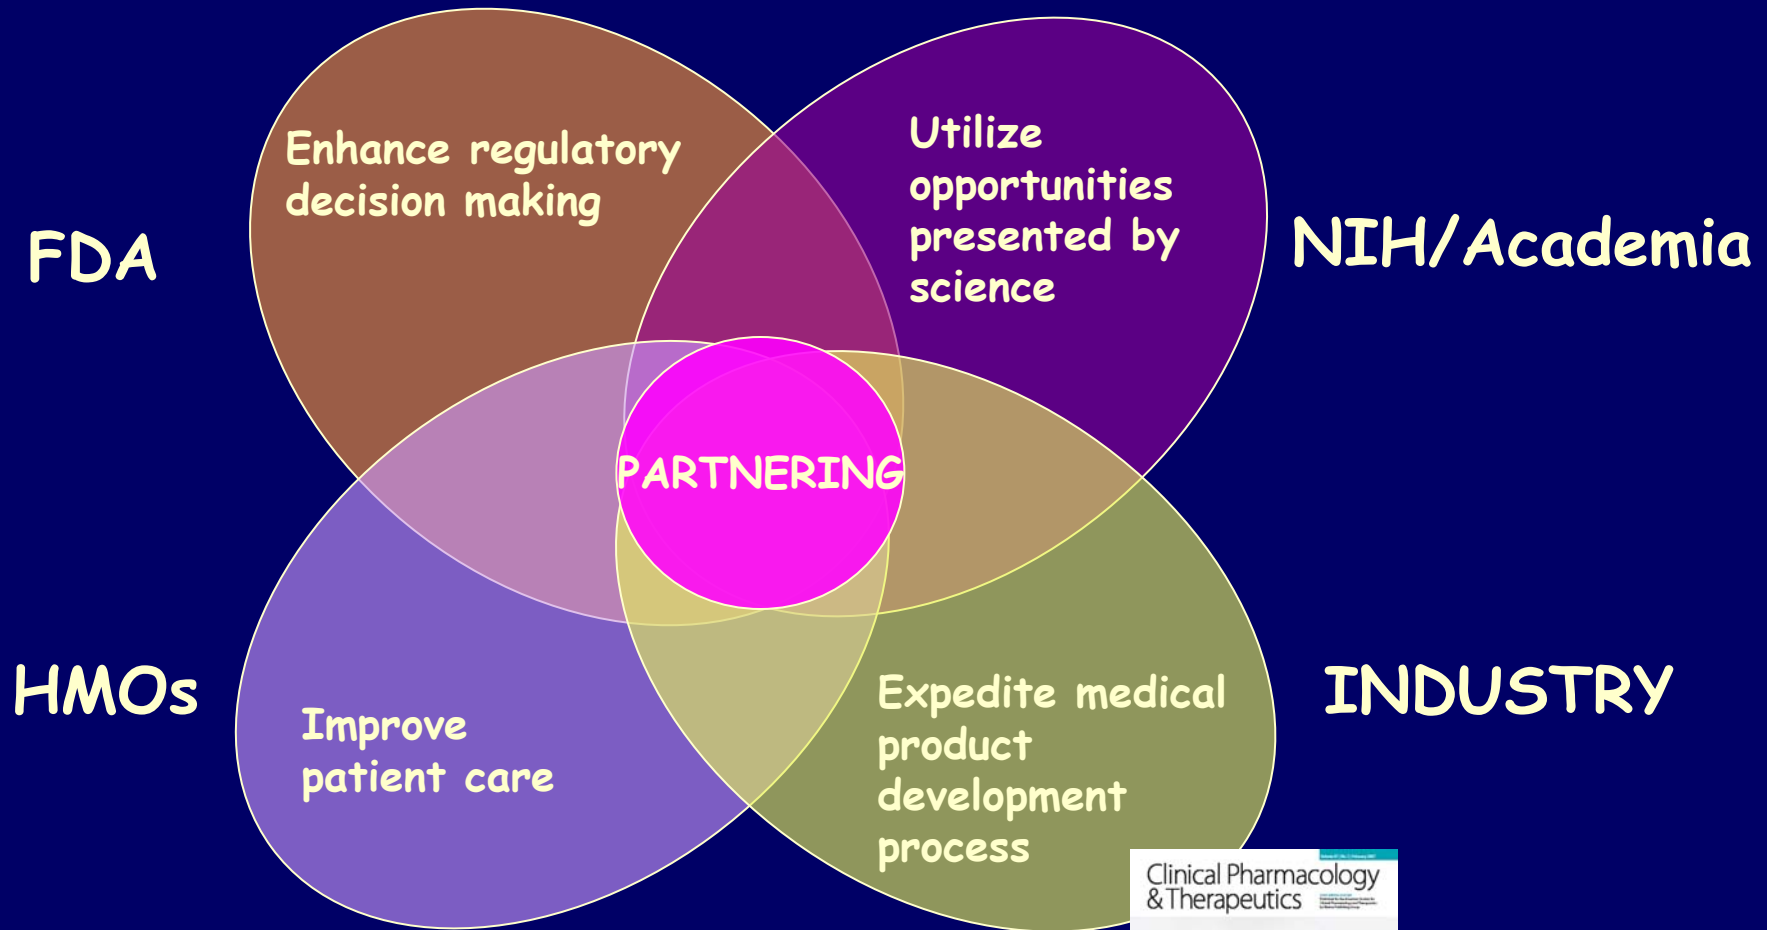 Enhance regulatory
decision making
Utilize
opportunities
presented by
science
FDA
NIH/Academia
PARTNERING
HMOs
INDUSTRY
Improve
patient care
Expedite medical
product
development
process
Clinical Pharmacology
& Therapeutics